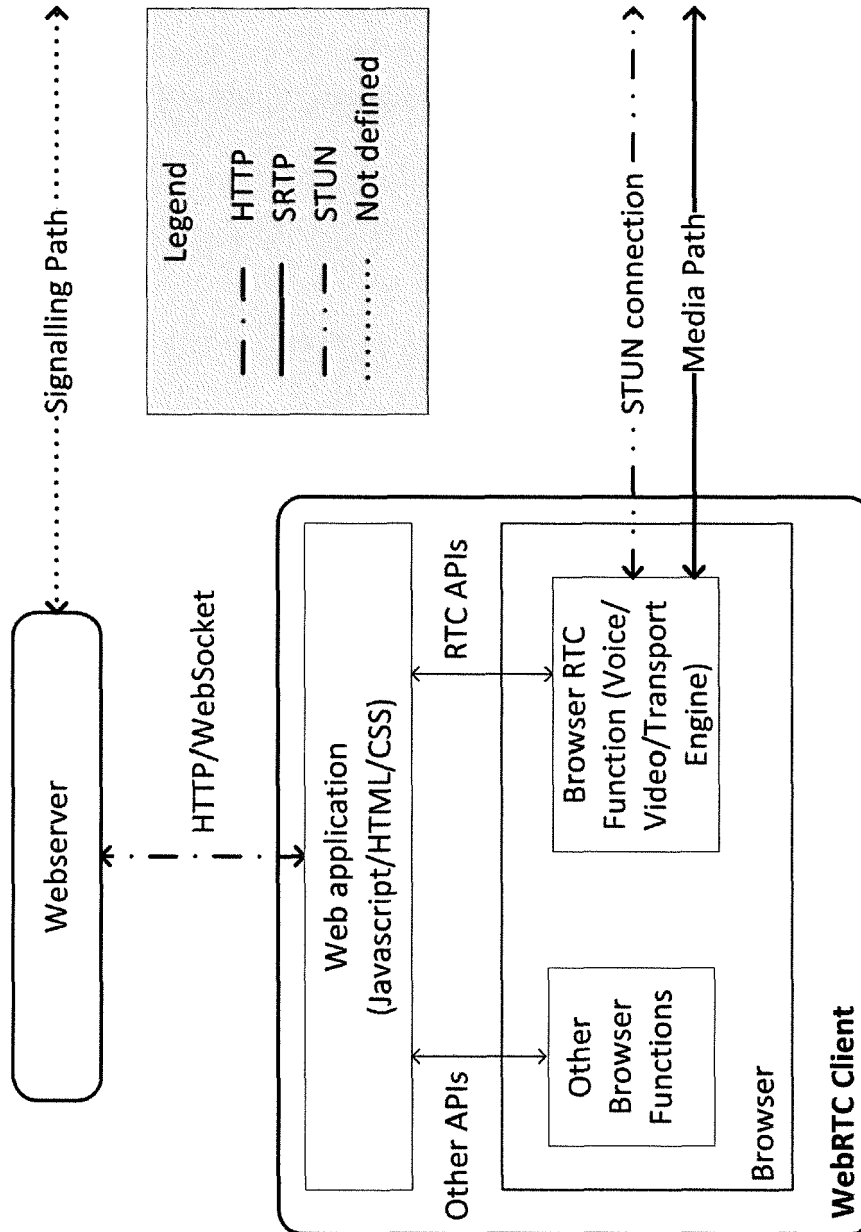 Webserver
Signalling Path
HTTP/WebSocket
Legend
HTTP
SRTP
STUN
Not defined
Web application
(Javascript/HTML/CSS)
Other APIs
RTC APIs
Other
Browser
Functions
Browser RTC
Function (Voice/
Video/Transport
Engine)
STUN connection
Media Path
Browser
WebRTC Client